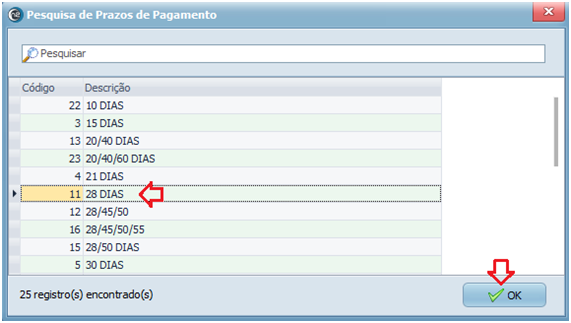 Pesquisa de Prazos de Pagamento
Pesquisar
Código Descrição
22 10 DIAS
3 15 DIAS
13 20/40 DIAS
23 20/40/60 DIAS
4 21 DIAS
11 28 DIAS
12 28/45/50
16 28/45/50/55
15 28/50 DIAS
5 30 DIAS
25 registro(s) encontrado(s)
OK